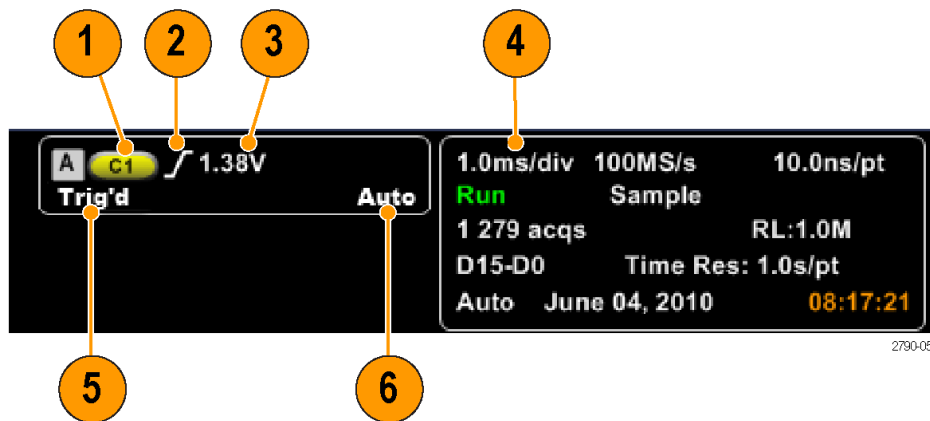 1 2 3 4
A C1 1.38V
Trig'd Auto
1.0ms/div 100MS/s 10.0ns/pt
Run Sample
1 279 acqs RL:1.0M
D15-D0 Time Res: 1.0s/pt
Auto June 04, 2010 08:17:21
2790-05
5 6